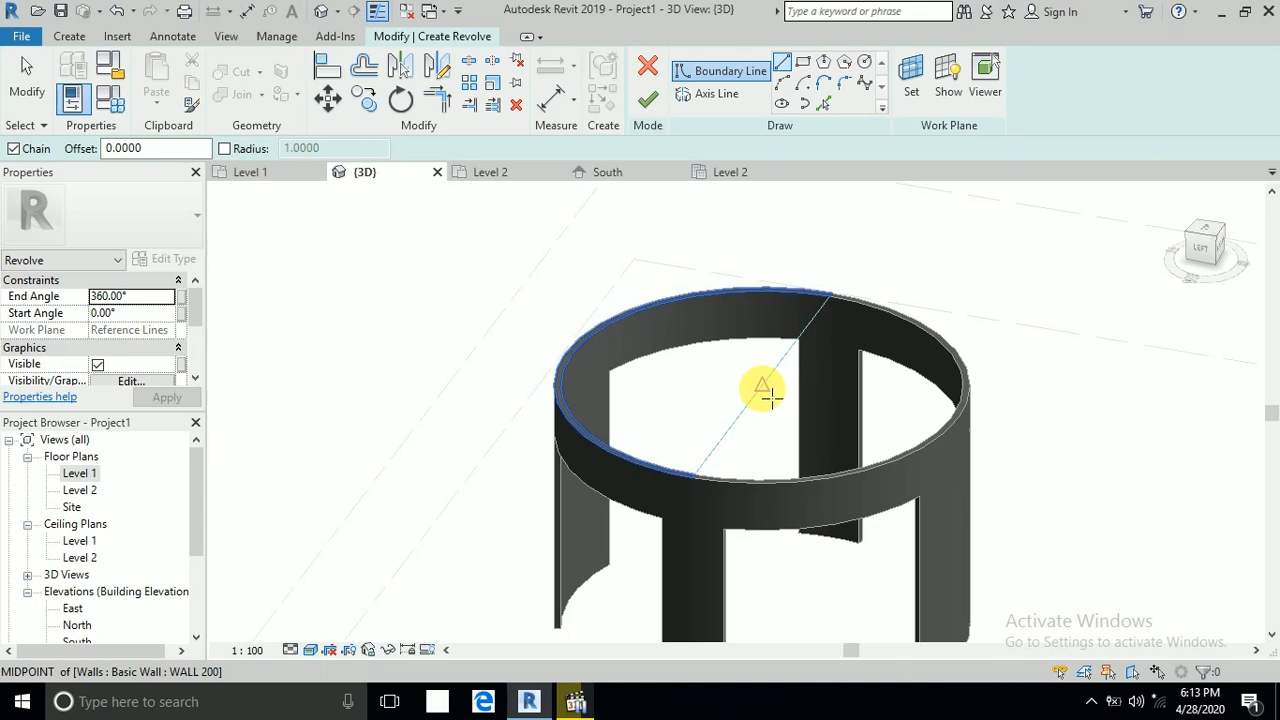 Autodesk Revit 2019 - Project1 - 3D View: {3D}
Type a keyword or phrase
Sign In
File
Create
Insert
Annotate
View
Manage
Add-Ins
Modify | Create Revolve
Modify
Paste
Cut
Join
Boundary Line
Axis Line
Set
Show
Viewer
Select
Properties
Clipboard
Geometry
Modify
Measure
Create
Mode
Draw
Work Plane
Chain
Offset:
0.0000
Radius:
1.0000
Properties
Level 1
{3D}
Level 2
South
Level 2
R
Revolve
Edit Type
Constraints
End Angle
360.00°
Start Angle
0.00°
Work Plane
Reference Lines
Graphics
Visible
Visibility/Grap...
Edit...
Properties help
Apply
LEFT
Project Browser - Project1
Views (all)
Floor Plans
Level 1
Level 2
Site
Ceiling Plans
Level 1
Level 2
3D Views
Elevations (Building Elevation
East
North
South
1 : 100
Activate Windows
Go to Settings to activate Windows.
MIDPOINT of [Walls : Basic Wall : WALL 200]
:0
Type here to search
6:13 PM
4/28/2020